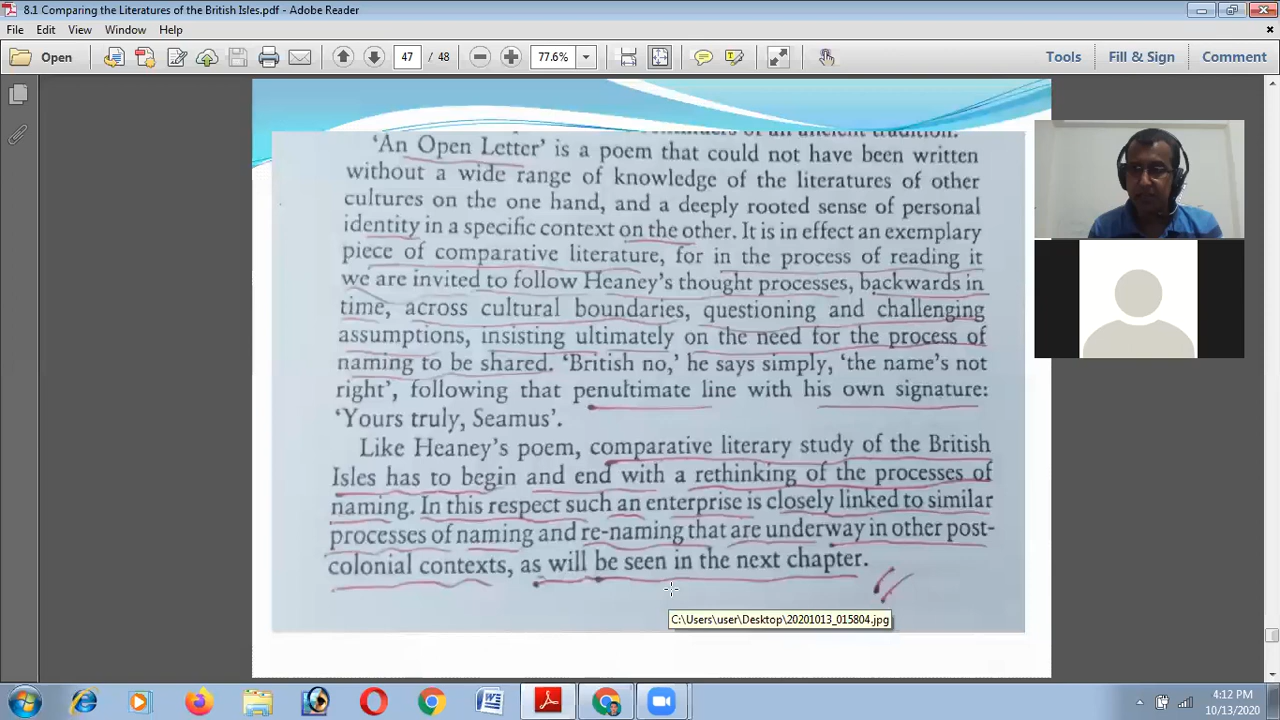 8.1 Comparing the Literatures of the British Isles.pdf - Adobe Reader
File Edit View Window Help
Open 47 / 48 77.6% Tools Fill & Sign Comment
'An Open Letter' is a poem that could not have been written
without a wide range of knowledge of the literatures of other
cultures on the one hand, and a deeply rooted sense of personal
identity in a specific context on the other. It is in effect an exemplary
piece of comparative literature, for in the process of reading it
we are invited to follow Heaney's thought processes, backwards in
time, across cultural boundaries, questioning and challenging
assumptions, insisting ultimately on the need for the process of
naming to be shared. 'British no,' he says simply, 'the name's not
right', following that penultimate line with his own signature:
'Yours truly, Seamus'.
Like Heaney's poem, comparative literary study of the British
Isles has to begin and end with a rethinking of the processes of
naming. In this respect such an enterprise is closely linked to similar
processes of naming and re-naming that are underway in other post-
colonial contexts, as will be seen in the next chapter.
C:\Users\user\Desktop\20201013_015804.jpg
4:12 PM
10/13/2020